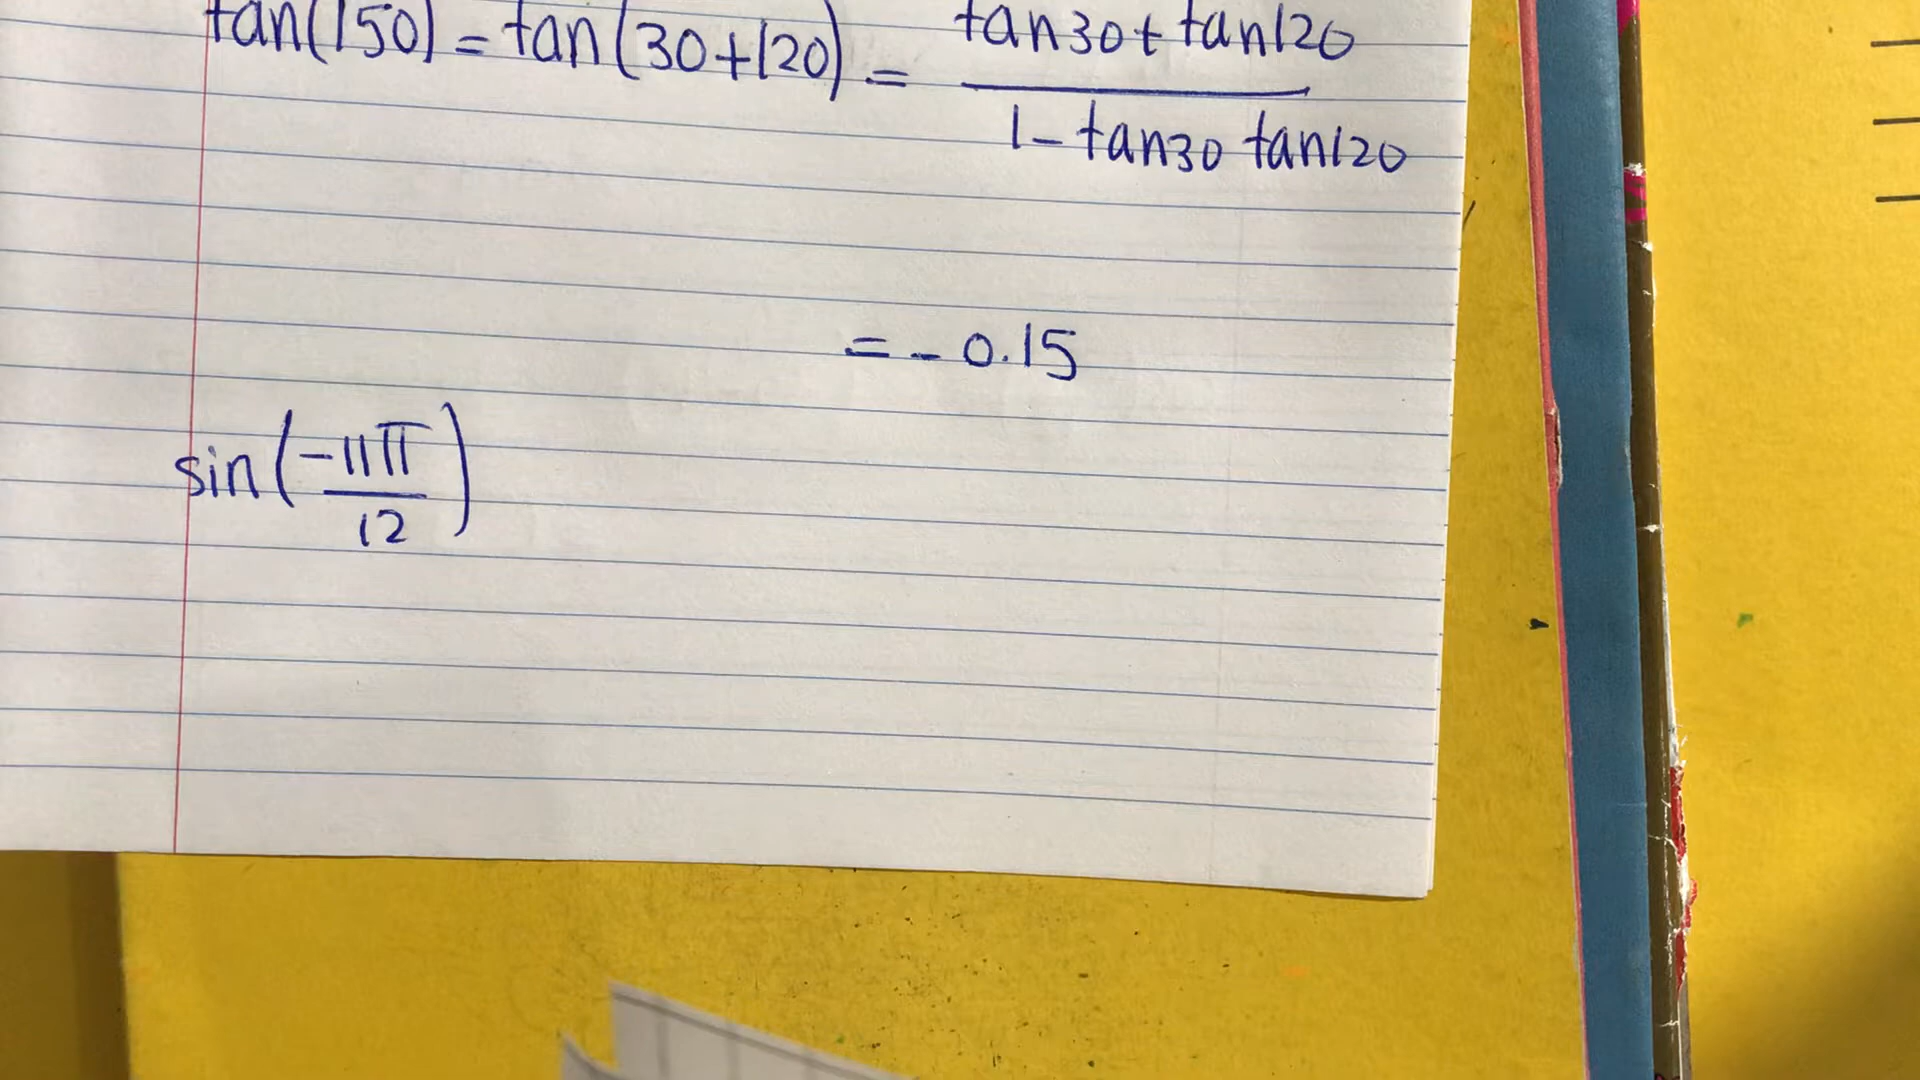 tan(150) = tan(30+120) = tan30 + tan120 / 1 - tan30 tan120
= - 0.15
sin(-11π/12)